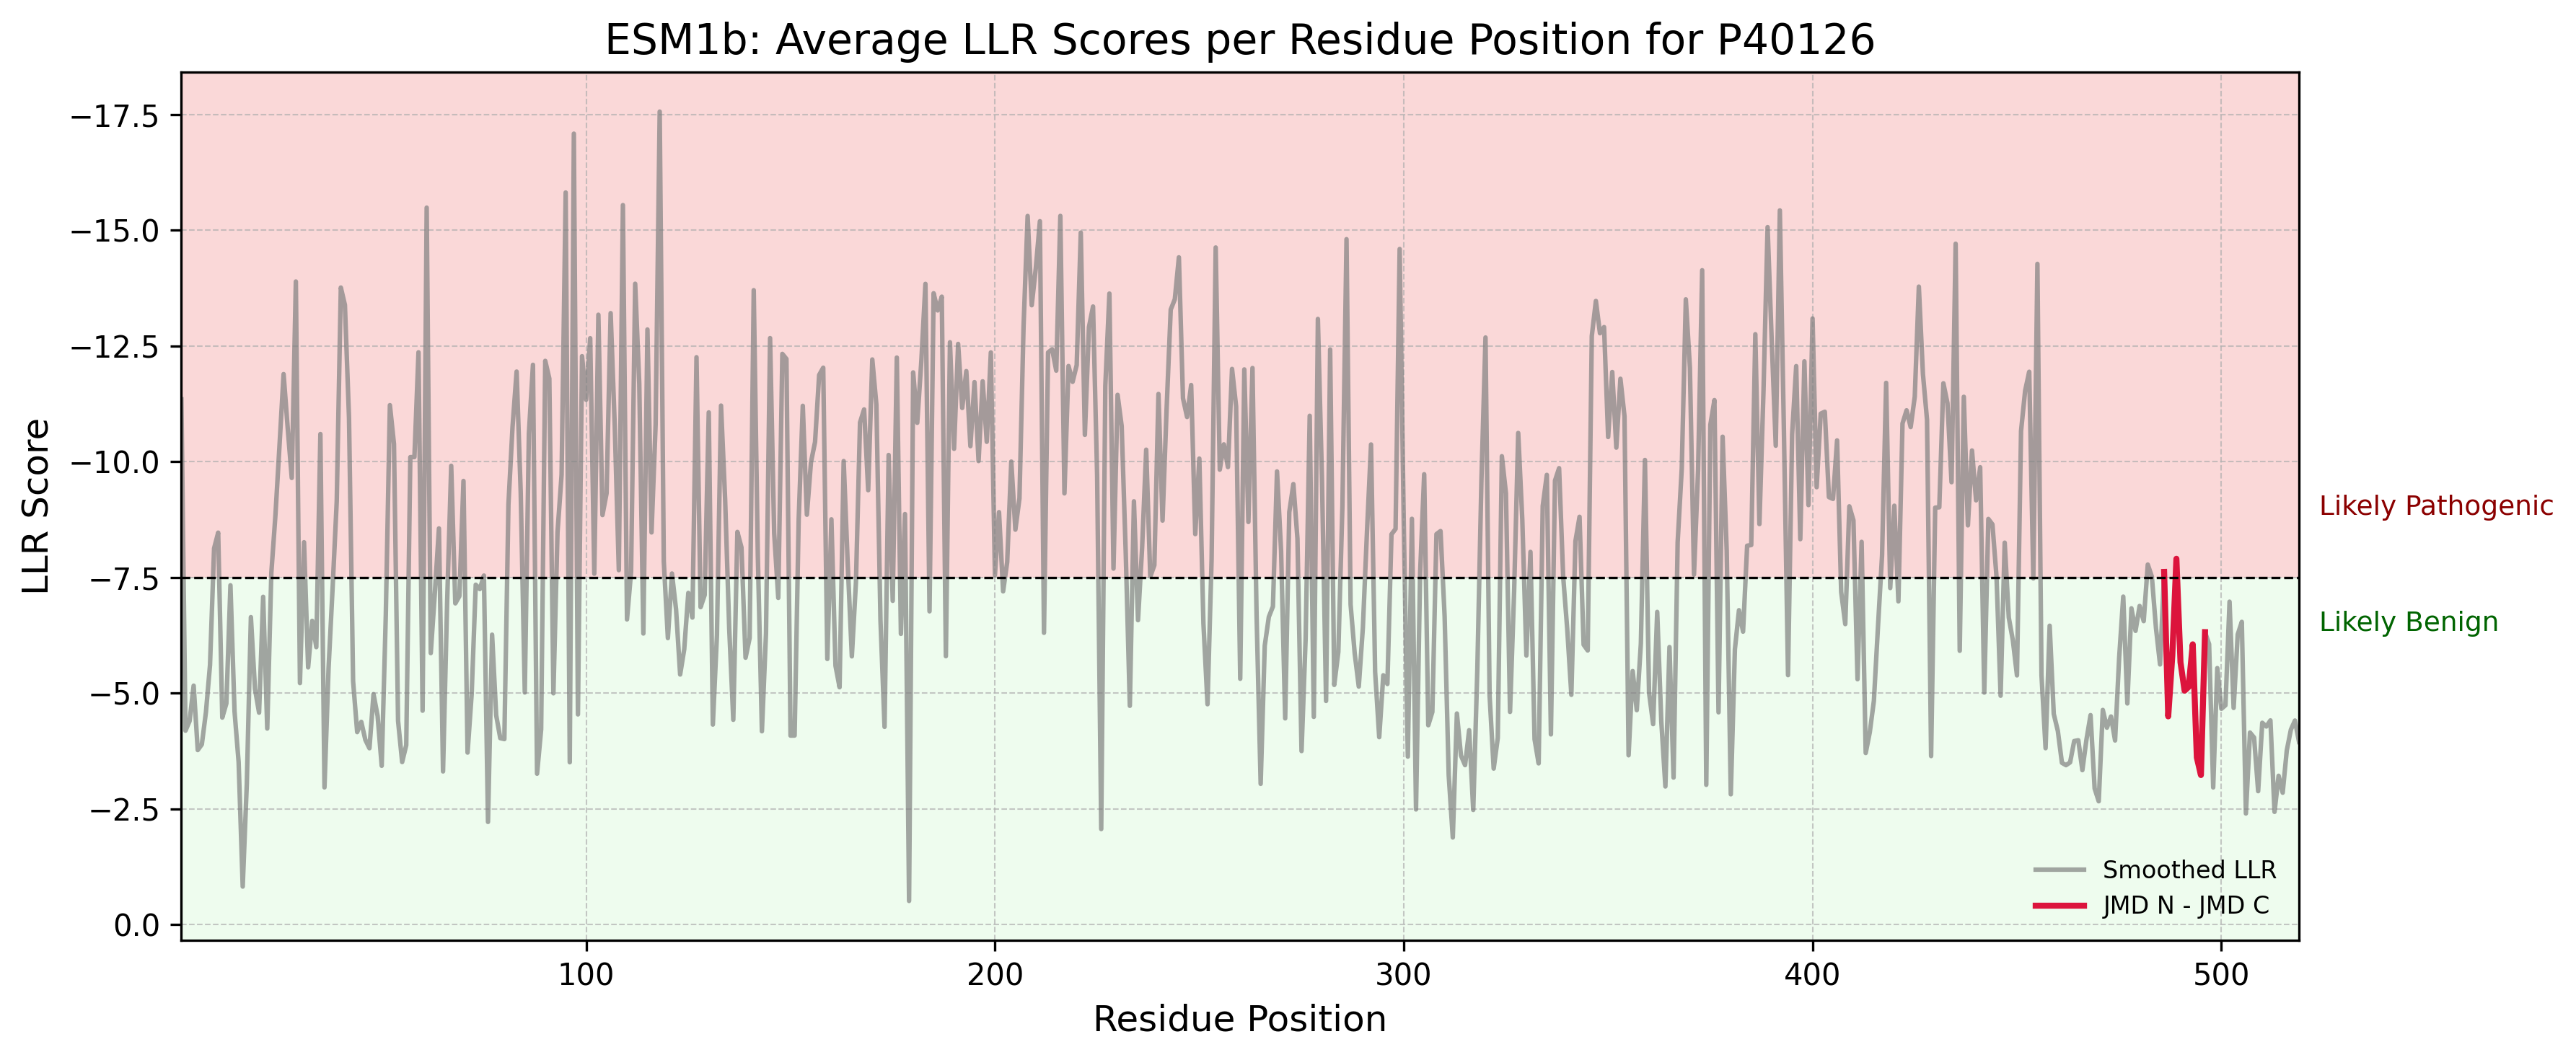 ESM1b: Average LLR Scores per Residue Position for P40126
−17.5
−15.0
−12.5
−10.0
−7.5
−5.0
−2.5
0.0
LLR Score
Likely Pathogenic
Likely Benign
Smoothed LLR
JMD N - JMD C
100
200
300
400
500
Residue Position